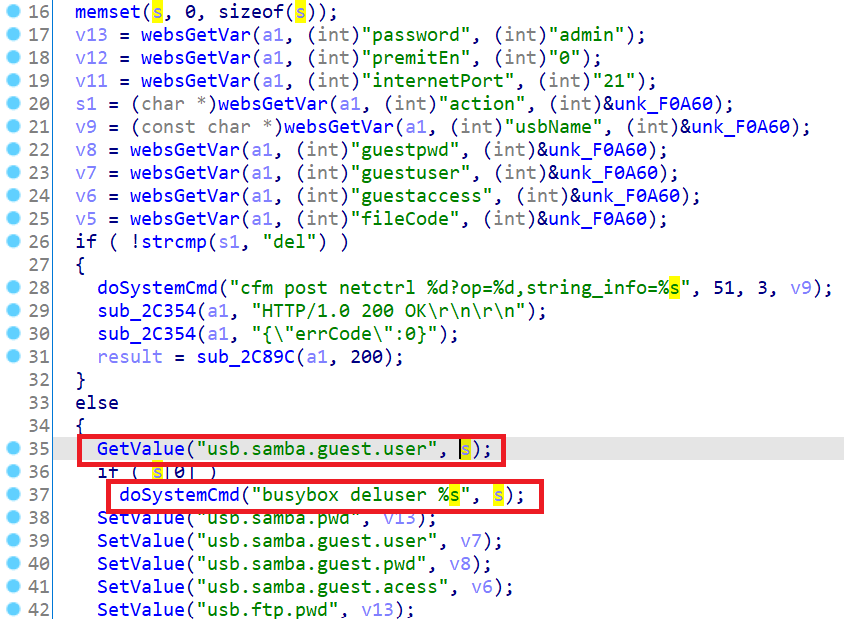 16 memset(s, 0, sizeof(s));
17 v13 = websGetVar(a1, (int)"password", (int)"admin");
18 v12 = websGetVar(a1, (int)"premitEn", (int)"0");
19 v11 = websGetVar(a1, (int)"internetPort", (int)"21");
20 s1 = (char *)websGetVar(a1, (int)"action", (int)&unk_F0A60);
21 v9 = (const char *)websGetVar(a1, (int)"usbName", (int)&unk_F0A60);
22 v8 = websGetVar(a1, (int)"guestpwd", (int)&unk_F0A60);
23 v7 = websGetVar(a1, (int)"guestuser", (int)&unk_F0A60);
24 v6 = websGetVar(a1, (int)"guestaccess", (int)&unk_F0A60);
25 v5 = websGetVar(a1, (int)"fileCode", (int)&unk_F0A60);
26 if ( !strcmp(s1, "del") )
27 {
28 doSystemCmd("cfm post netctrl %d?op=%d,string_info=%s", 51, 3, v9);
29 sub_2C354(a1, "HTTP/1.0 200 OK\r\n\r\n");
30 sub_2C354(a1, "{\"errCode\":0}");
31 result = sub_2C89C(a1, 200);
32 }
33 else
34 {
35 GetValue("usb.samba.guest.user", s);
36 if ( s[0] )
37 doSystemCmd("busybox deluser %s", s);
38 SetValue("usb.samba.pwd", v13);
39 SetValue("usb.samba.guest.user", v7);
40 SetValue("usb.samba.guest.pwd", v8);
41 SetValue("usb.samba.guest.acess", v6);
42 SetValue("usb.ftp.pwd", v13);